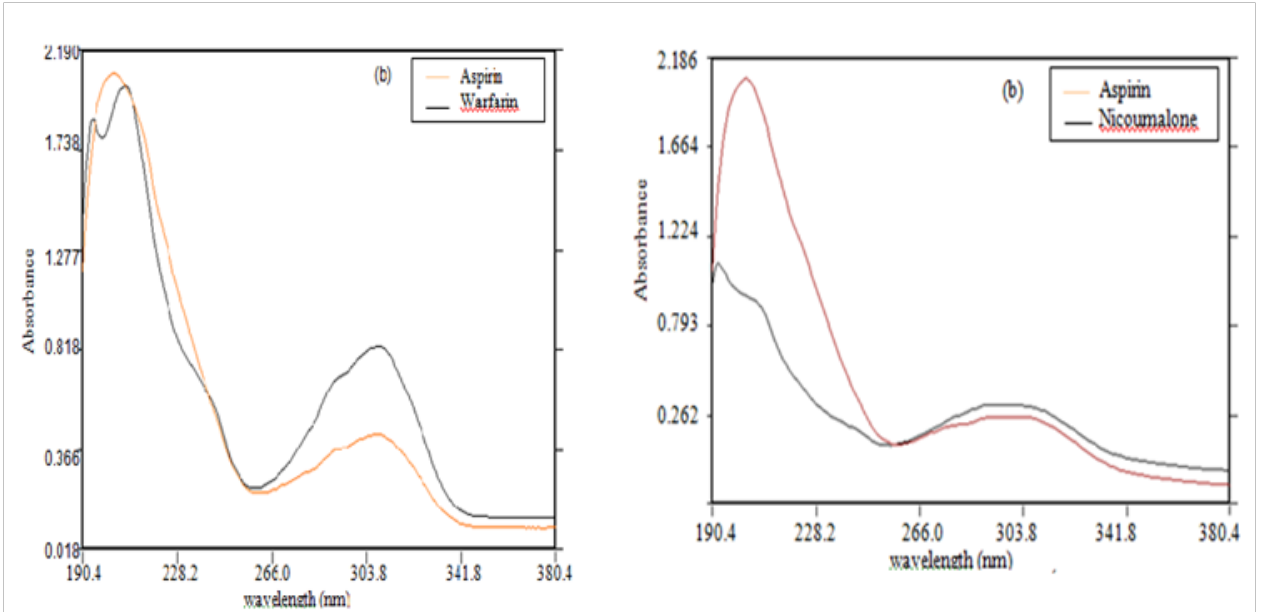 2.190
1.738
1.277
0.818
0.366
0.018
Absorbance
(b)
Aspirin
Warfarin
190.4 228.2 266.0 303.8 341.8 380.4
wavelength (nm)
2.186
1.664
1.224
0.793
0.262
Absorbance
(b)
Aspirin
Nicoumalone
190.4 228.2 266.0 303.8 341.8 380.4
wavelength (nm)